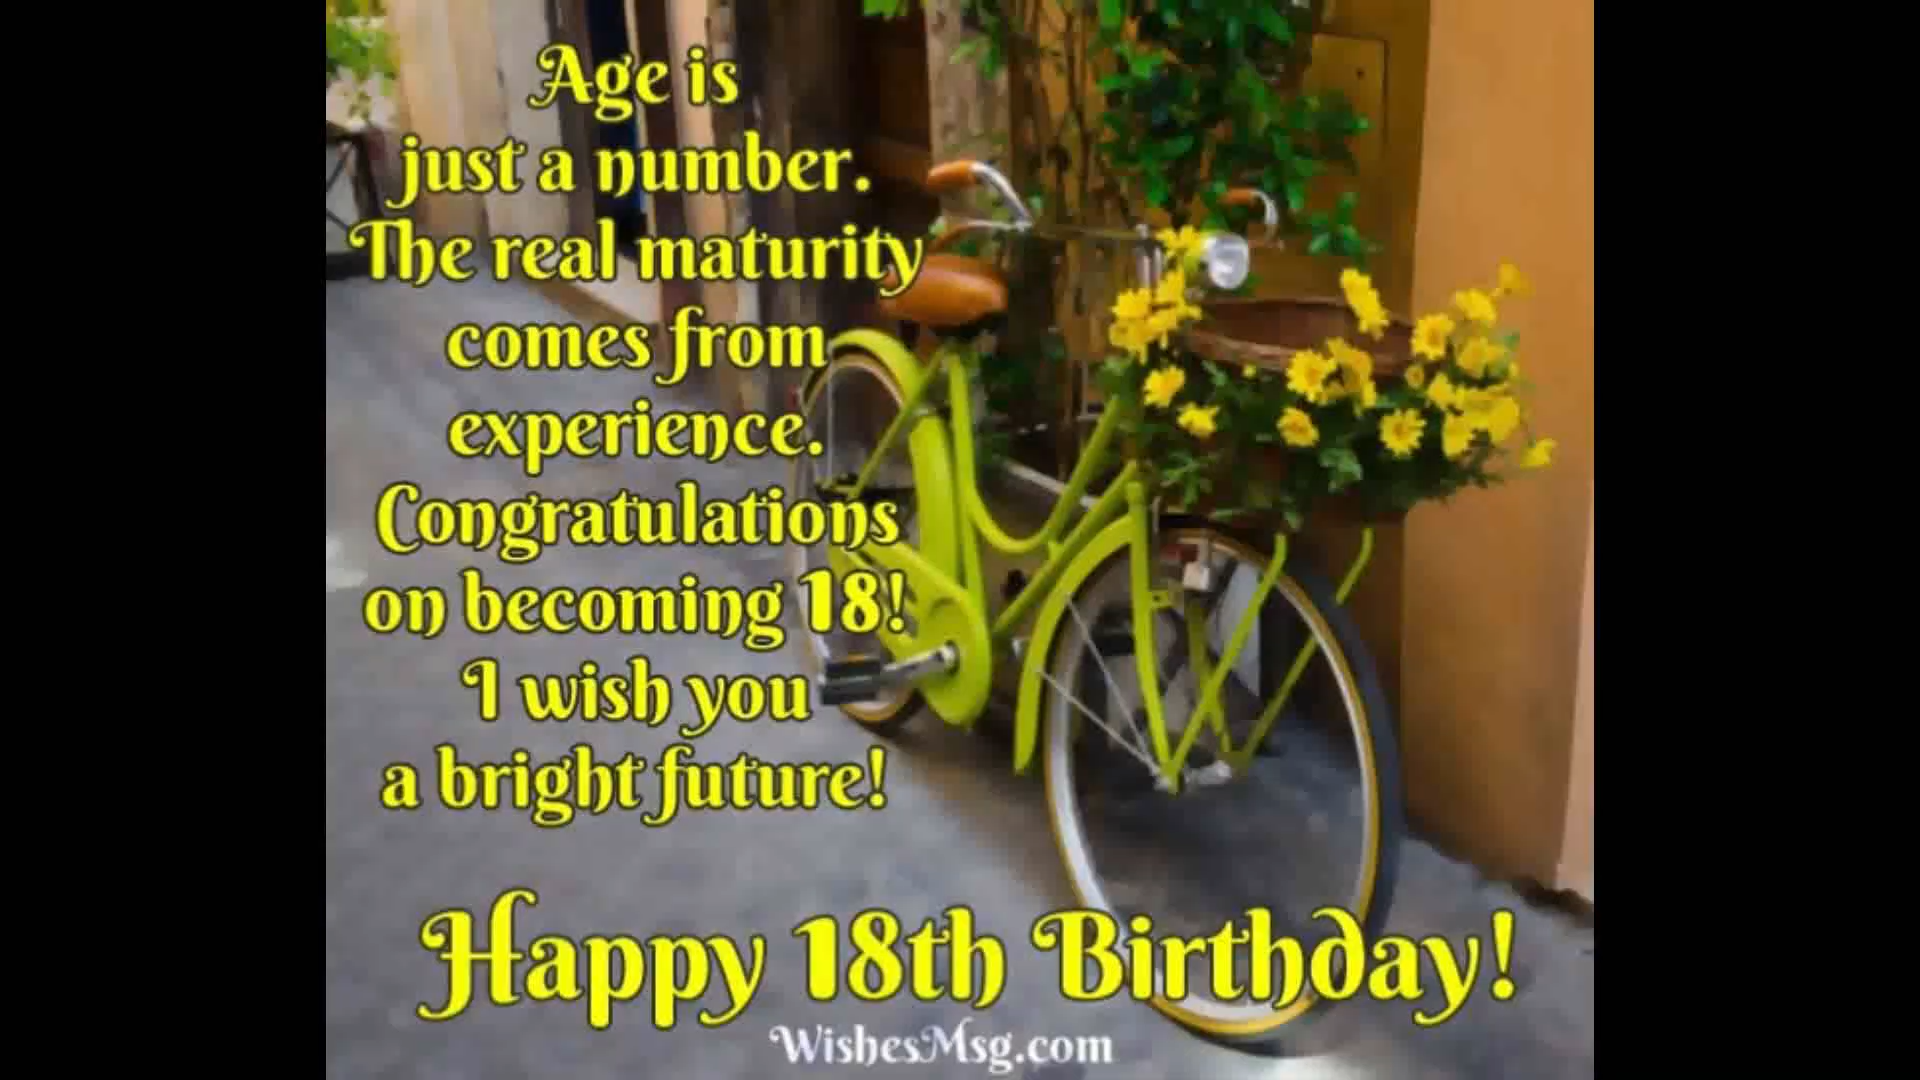 Age is
just a number.
The real maturity
comes from
experience.
Congratulations
on becoming 18!
I wish you
a bright future!
Happy 18th Birthday!
WishesMsg.com